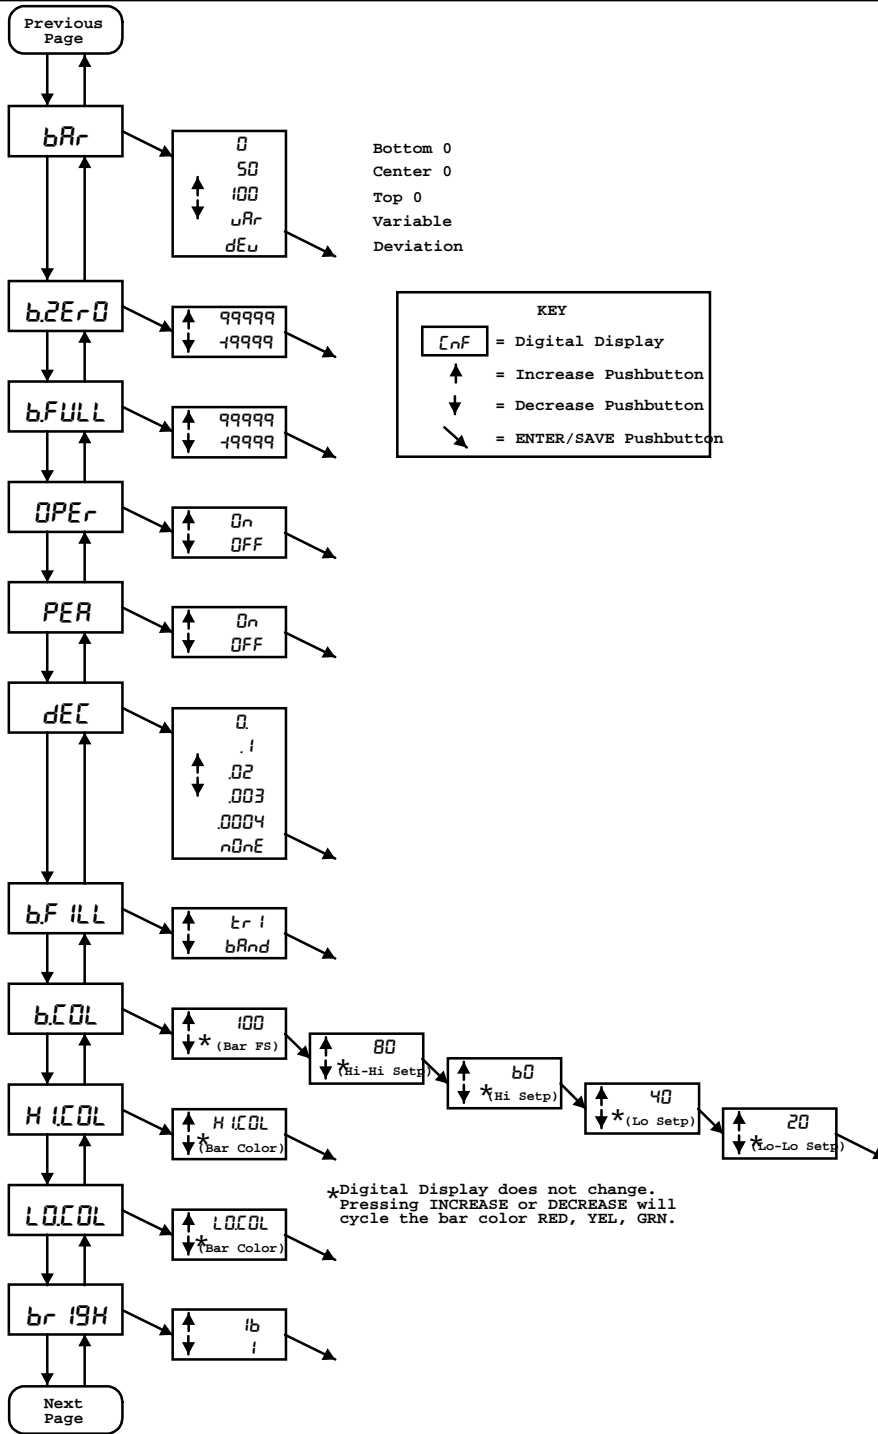 Previous
Page
bAr
0
50
100
vAr
dEv
Bottom 0
Center 0
Top 0
Variable
Deviation
b.ZEr0
99999
-19999
KEY
CnF = Digital Display
= Increase Pushbutton
= Decrease Pushbutton
= ENTER/SAVE Pushbutton
b.FULL
99999
-19999
OPEr
On
OFF
PEA
On
OFF
dEC
0.
.1
.02
.003
.0004
nOnE
b.FILL
trI
bAnd
b.COL
100
*(Bar FS)
80
*(Hi-Hi Setp)
60
*(Hi Setp)
40
*(Lo Setp)
20
*(Lo-Lo Setp)
HI.COL
HI.COL
*(Bar Color)
*Digital Display does not change.
Pressing INCREASE or DECREASE will
cycle the bar color RED, YEL, GRN.
LO.COL
LO.COL
*(Bar Color)
brIGH
16
1
Next
Page